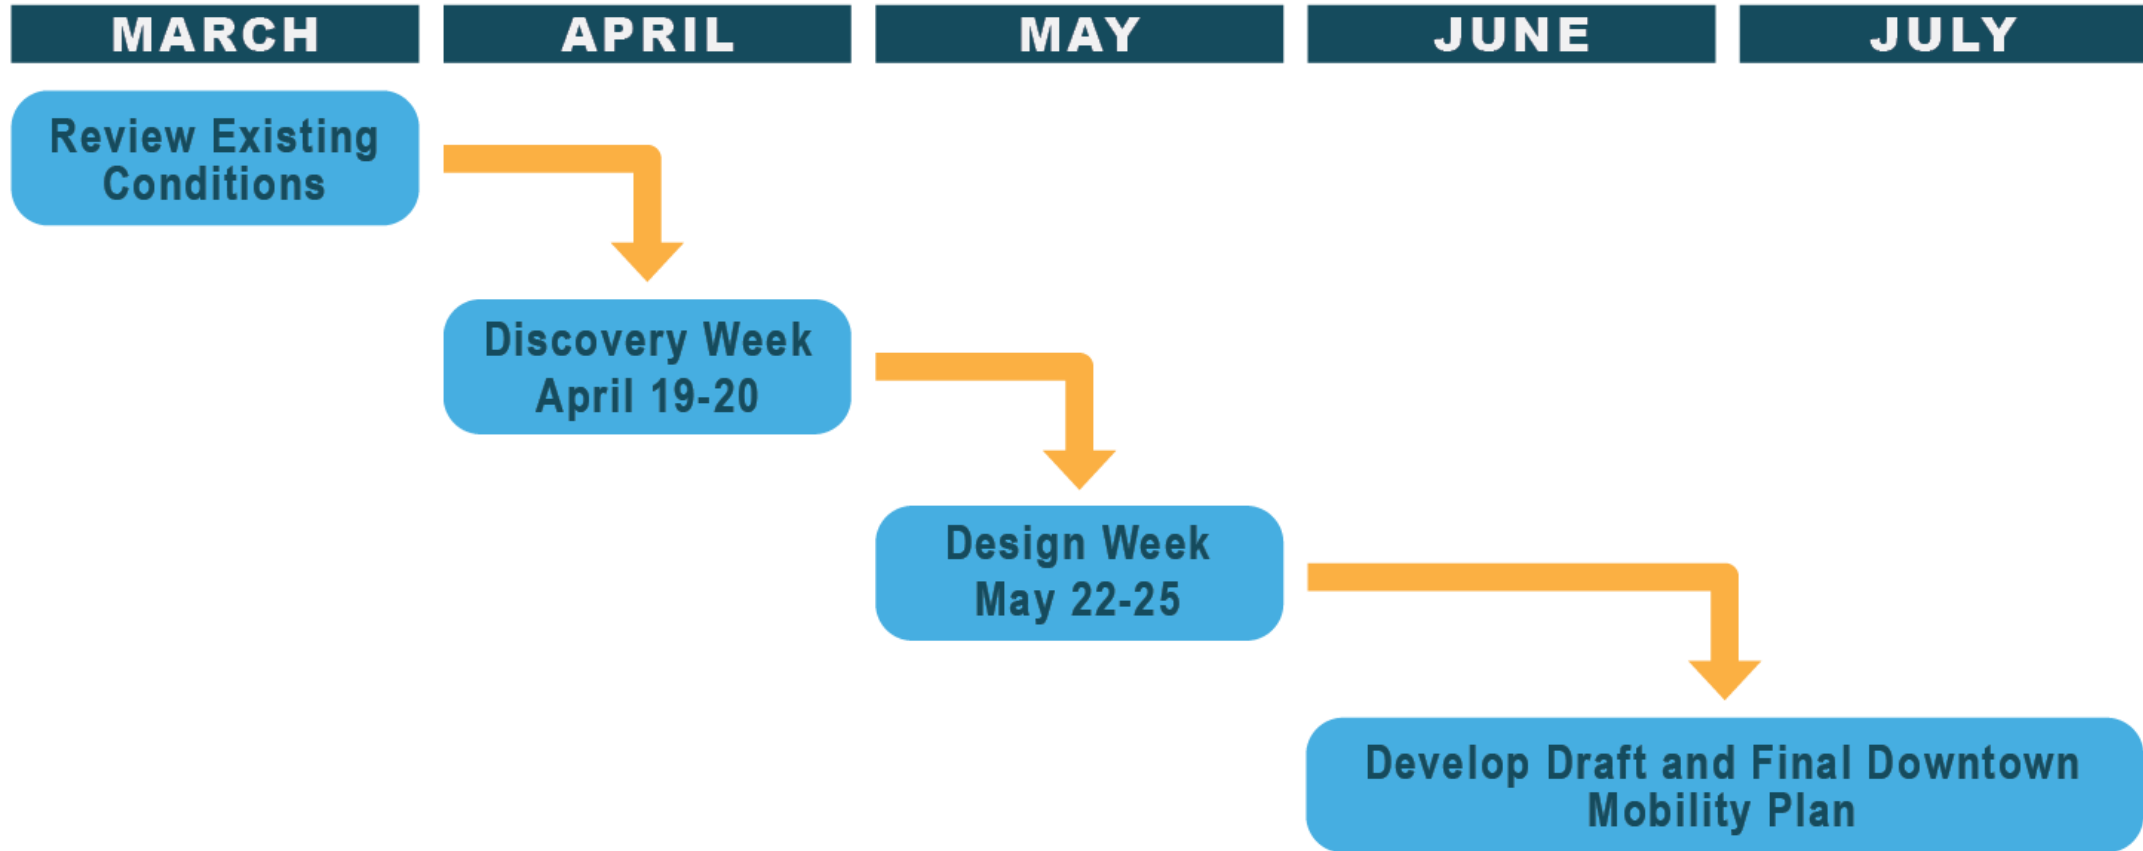 MARCH
APRIL
MAY
JUNE
JULY
Review Existing
Conditions
Discovery Week
April 19-20
Design Week
May 22-25
Develop Draft and Final Downtown
Mobility Plan